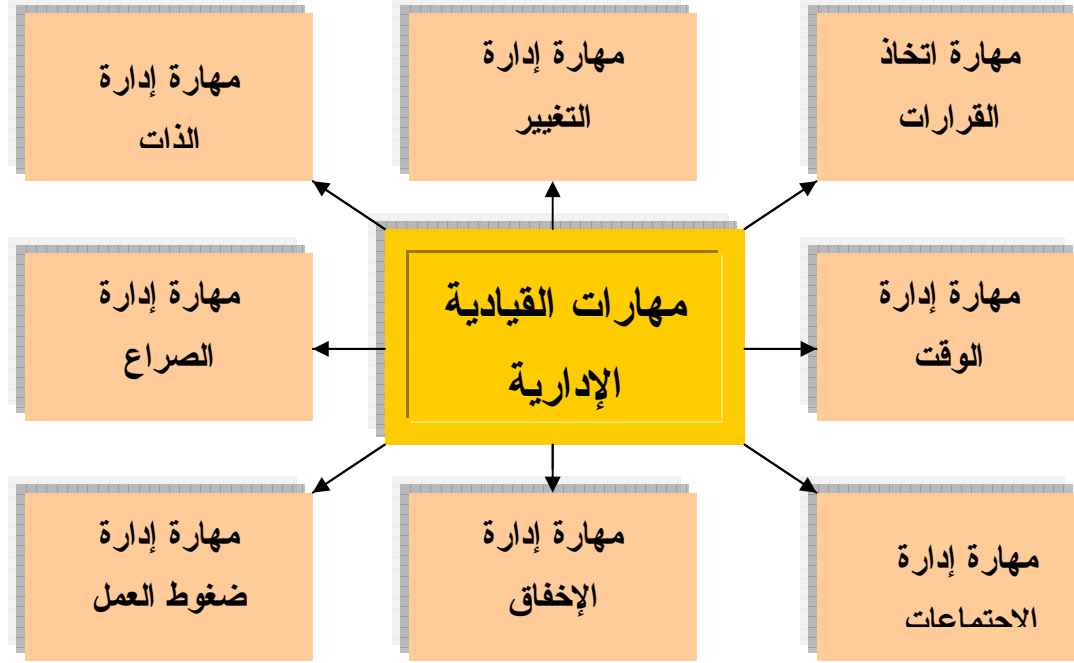 مهارة اتخاذ
القرارات
مهارة إدارة
التغيير
مهارة إدارة
الذات
مهارة إدارة
الوقت
مهارات القيادية
الإدارية
مهارة إدارة
الصراع
مهارة إدارة
الاجتماعات
مهارة إدارة
الإخفاق
مهارة إدارة
ضغوط العمل